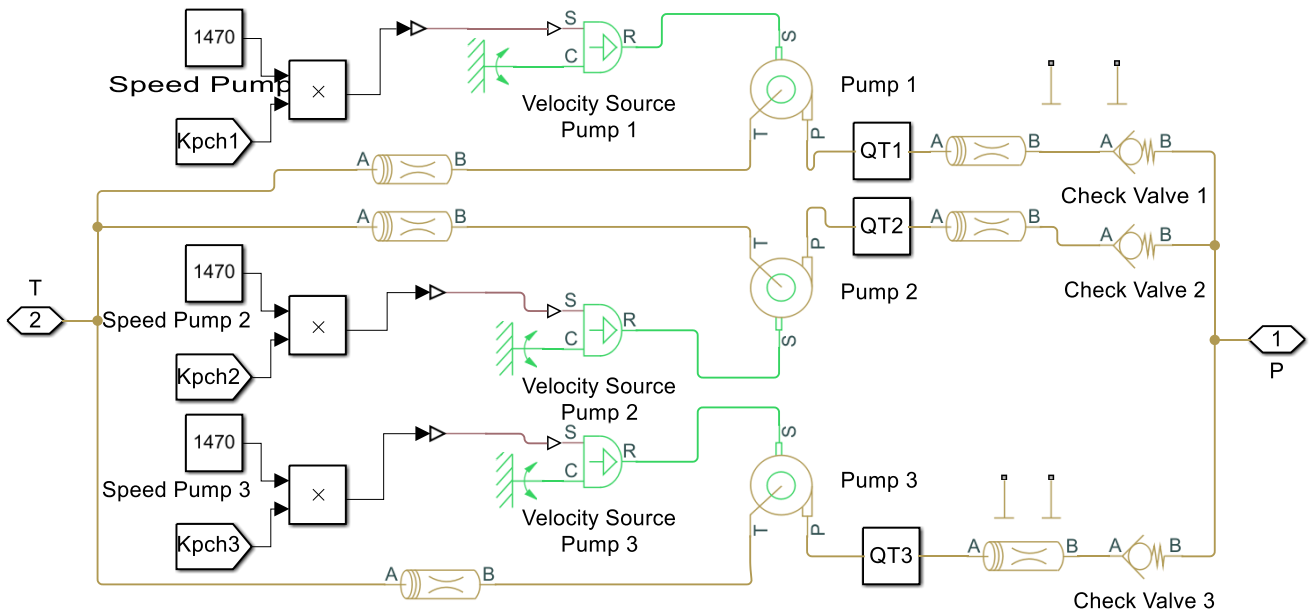 1470
Speed Pump
×
Kpch1
S
C
R
Velocity Source
Pump 1
S
T
P
Pump 1
QT1
A
B
A
B
Check Valve 1
A
B
A
B
T
P
QT2
A
B
A
B
Check Valve 2
1470
Speed Pump 2
×
Kpch2
S
C
R
Velocity Source
Pump 2
S
Pump 2
T
2
1
P
1470
Speed Pump 3
×
Kpch3
S
C
R
Velocity Source
Pump 3
S
T
P
Pump 3
QT3
A
B
A
B
Check Valve 3
A
B